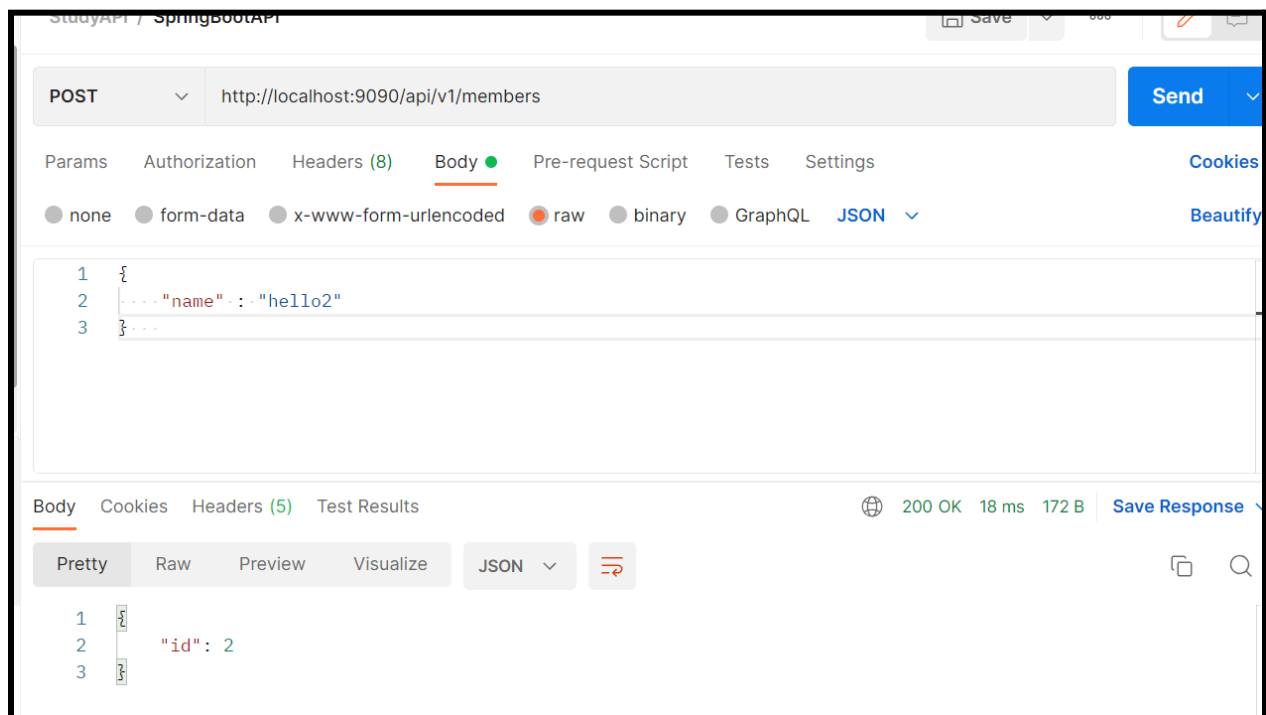 StudyAPI / SpringBootAPI Save ooo
POST http://localhost:9090/api/v1/members Send
Params Authorization Headers (8) Body Pre-request Script Tests Settings Cookies
none form-data x-www-form-urlencoded raw binary GraphQL JSON Beautify
1 {
2 "name" : "hello2"
3 }
Body Cookies Headers (5) Test Results 200 OK 18 ms 172 B Save Response
Pretty Raw Preview Visualize JSON
1 {
2 "id": 2
3 }